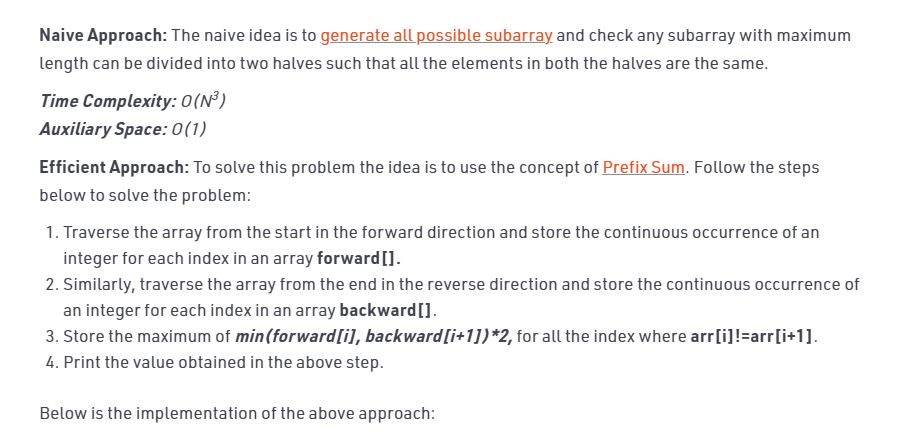 Naive Approach: The naive idea is to generate all possible subarray and check any subarray with maximum
length can be divided into two halves such that all the elements in both the halves are the same.
Time Complexity: O(N³)
Auxiliary Space: O(1)
Efficient Approach: To solve this problem the idea is to use the concept of Prefix Sum. Follow the steps
below to solve the problem:
1. Traverse the array from the start in the forward direction and store the continuous occurrence of an
integer for each index in an array forward[].
2. Similarly, traverse the array from the end in the reverse direction and store the continuous occurrence of
an integer for each index in an array backward[].
3. Store the maximum of min(forward[i], backward[i+1])*2, for all the index where arr[i]!=arr[i+1].
4. Print the value obtained in the above step.
Below is the implementation of the above approach: